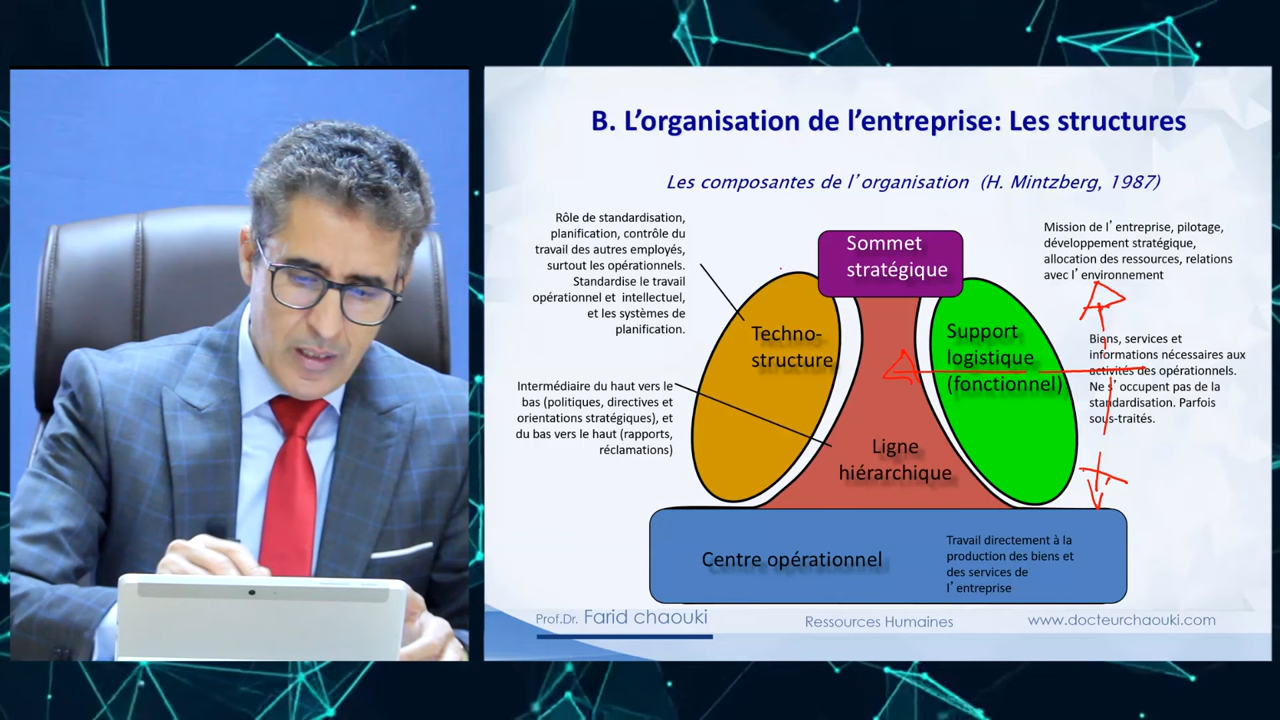 B. L’organisation de l’entreprise: Les structures
Les composantes de l’organisation (H. Mintzberg, 1987)
Rôle de standardisation,
planification, contrôle du
travail des autres employés,
surtout les opérationnels.
Standardise le travail
opérationnel et intellectuel,
et les systèmes de
planification.
Intermédiaire du haut vers le
bas (politiques, directives et
orientations stratégiques), et
du bas vers le haut (rapports,
réclamations)
Sommet
stratégique
Techno-
structure
Support
logistique
(fonctionnel)
Ligne
hiérarchique
Mission de l’entreprise, pilotage,
développement stratégique,
allocation des ressources, relations
avec l’environnement
Biens, services et
informations nécessaires aux
activités des opérationnels.
Ne s’occupent pas de la
standardisation. Parfois
sous-traités.
Centre opérationnel
Travail directement à la
production des biens et
des services de
l’entreprise
Prof.Dr. Farid chaouki
Ressources Humaines
www.docteurchaouki.com